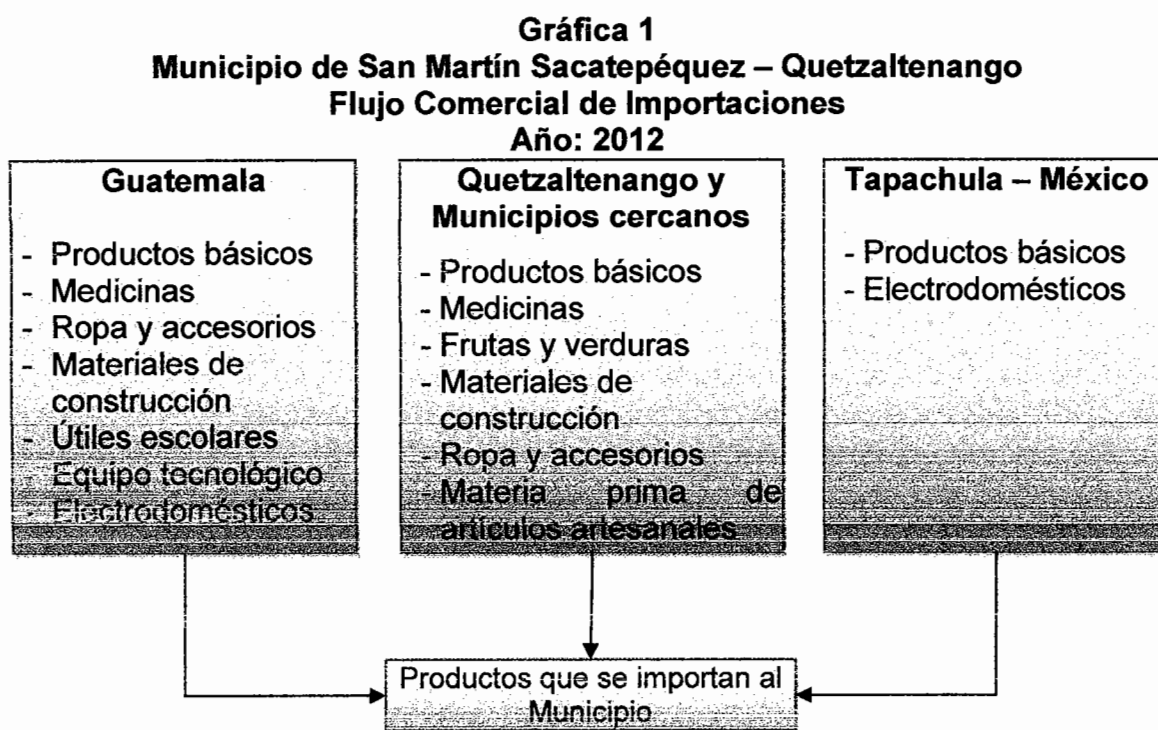 Gráfica 1
Municipio de San Martín Sacatepéquez – Quetzaltenango
Flujo Comercial de Importaciones
Año: 2012
Guatemala
- Productos básicos
- Medicinas
- Ropa y accesorios
- Materiales de
construcción
- Útiles escolares
- Equipo tecnológico
- Electrodomésticos
Quetzaltenango y
Municipios cercanos
- Productos básicos
- Medicinas
- Frutas y verduras
- Materiales de
construcción
- Ropa y accesorios
- Materia prima de
artículos artesanales
Tapachula – México
- Productos básicos
- Electrodomésticos
Productos que se importan al
Municipio